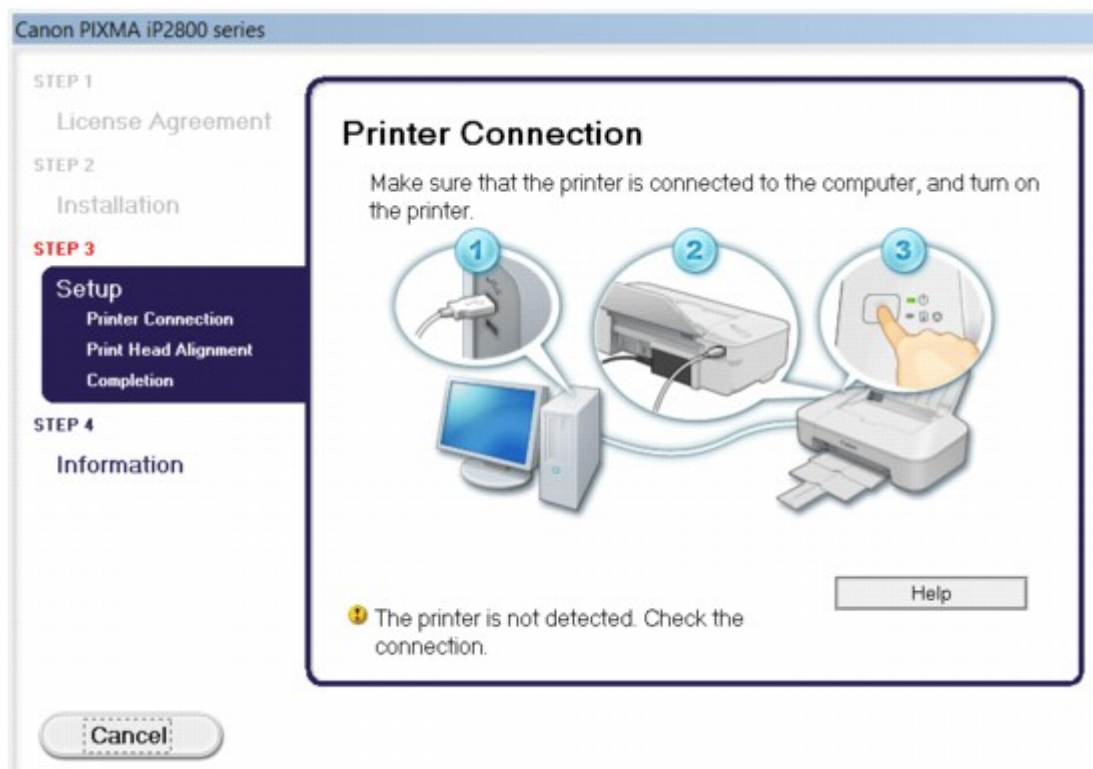 Canon PIXMA iP2800 series
STEP 1
License Agreement
STEP 2
Installation
STEP 3
Setup
Printer Connection
Print Head Alignment
Completion
STEP 4
Information
Printer Connection
Make sure that the printer is connected to the computer, and turn on
the printer.
1
2
3
The printer is not detected. Check the
connection.
Help
Cancel